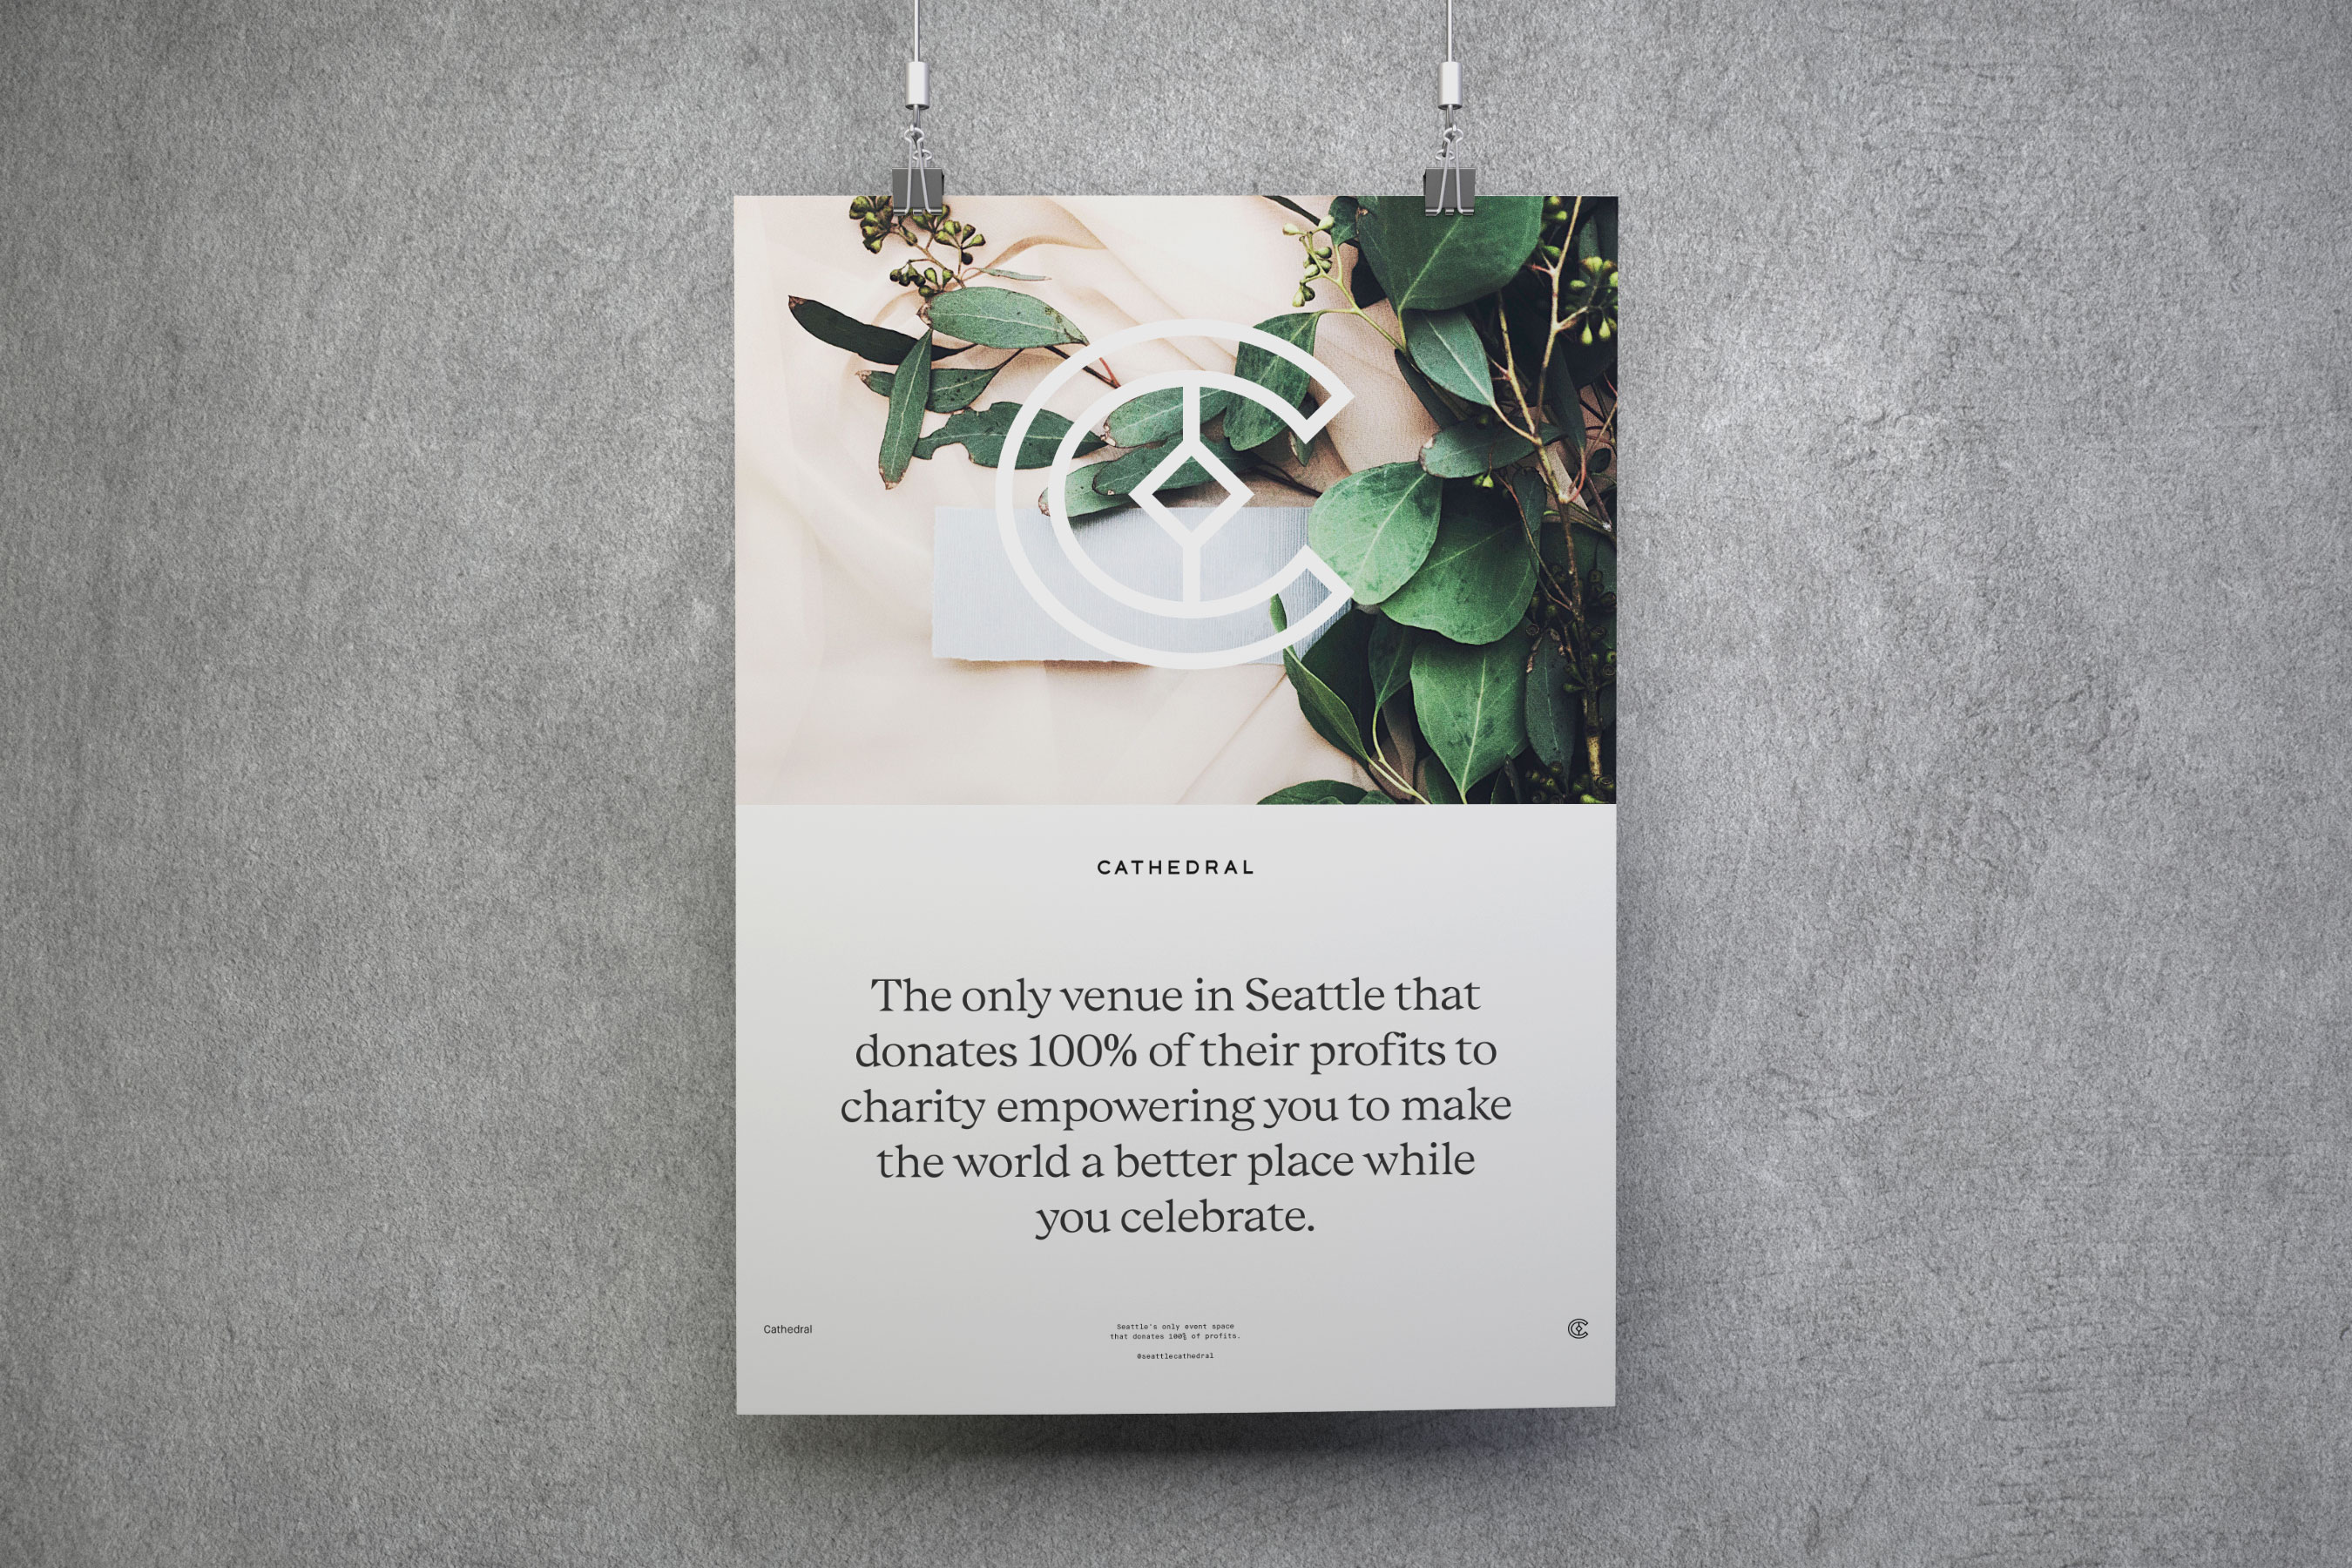 CATHEDRAL
The only venue in Seattle that
donates 100% of their profits to
charity empowering you to make
the world a better place while
you celebrate.
Cathedral
Seattle's only event space
that donates 100% of profits.
@seattlecathedral